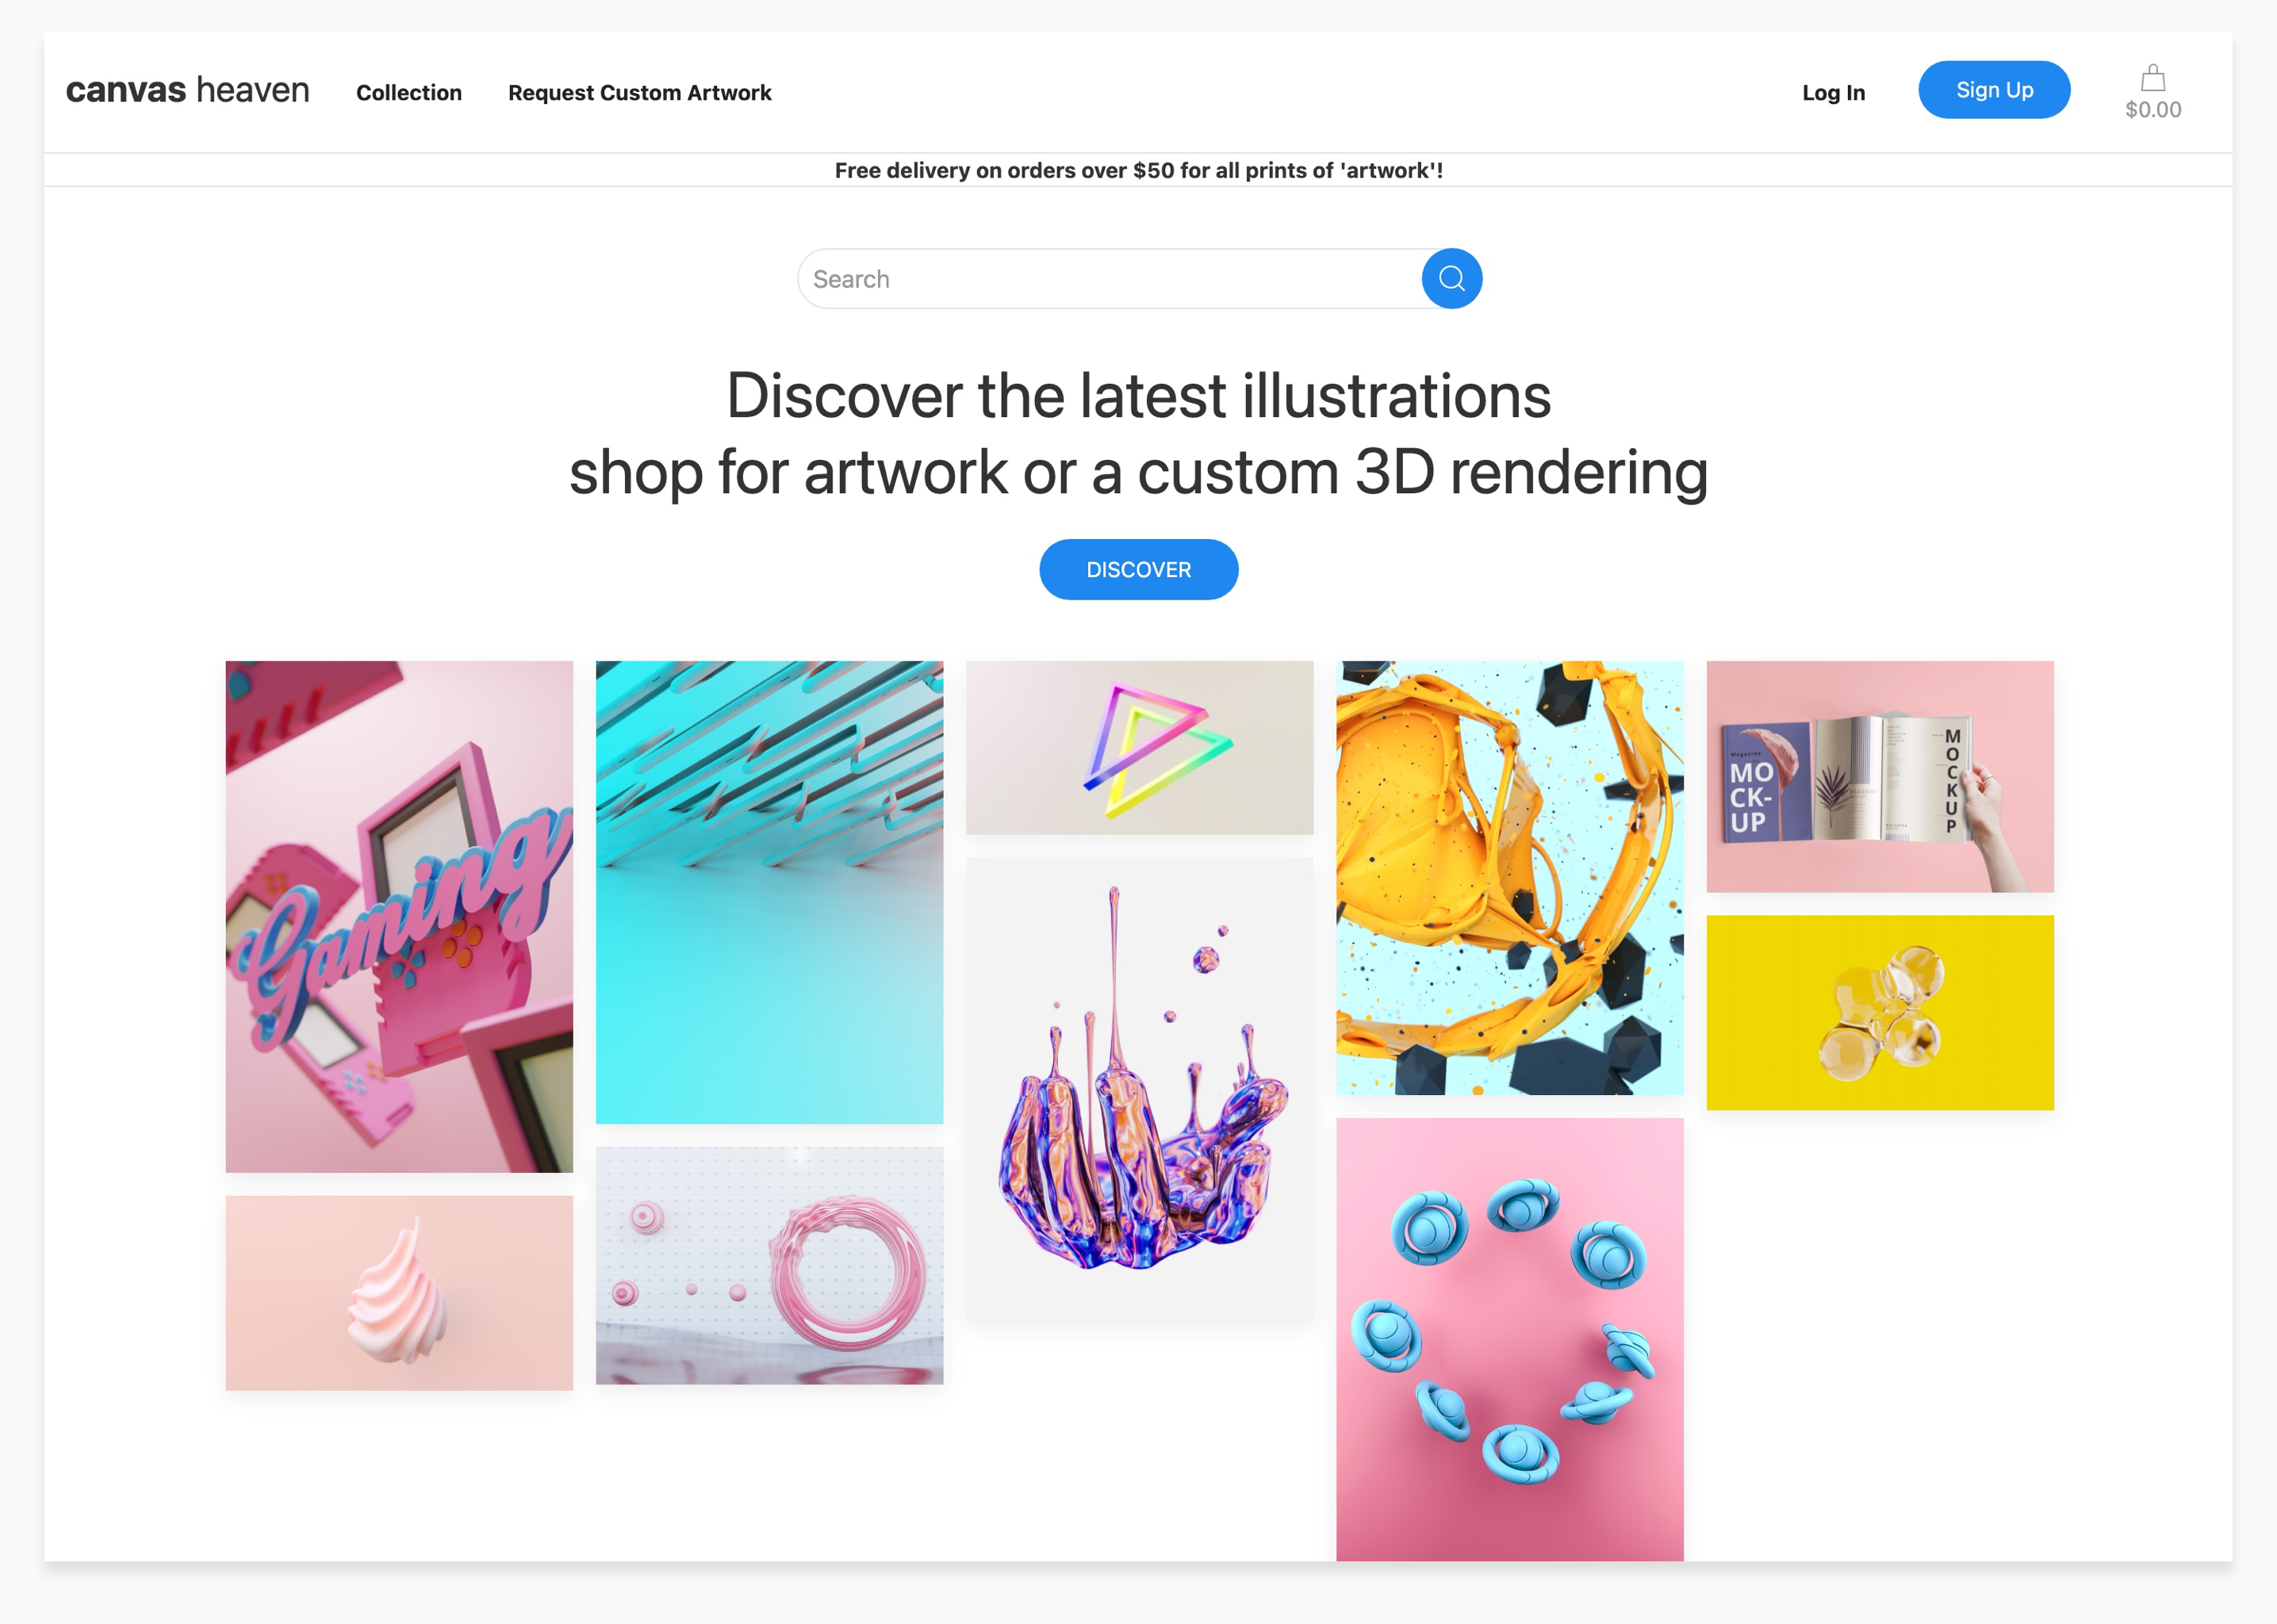 canvas heaven
Collection
Request Custom Artwork
Log In
Sign Up
$0.00
Free delivery on orders over $50 for all prints of 'artwork'!
Search
Discover the latest illustrations
shop for artwork or a custom 3D rendering
DISCOVER
Gaming
Magazine
MO
CK-
UP
MOCKUP